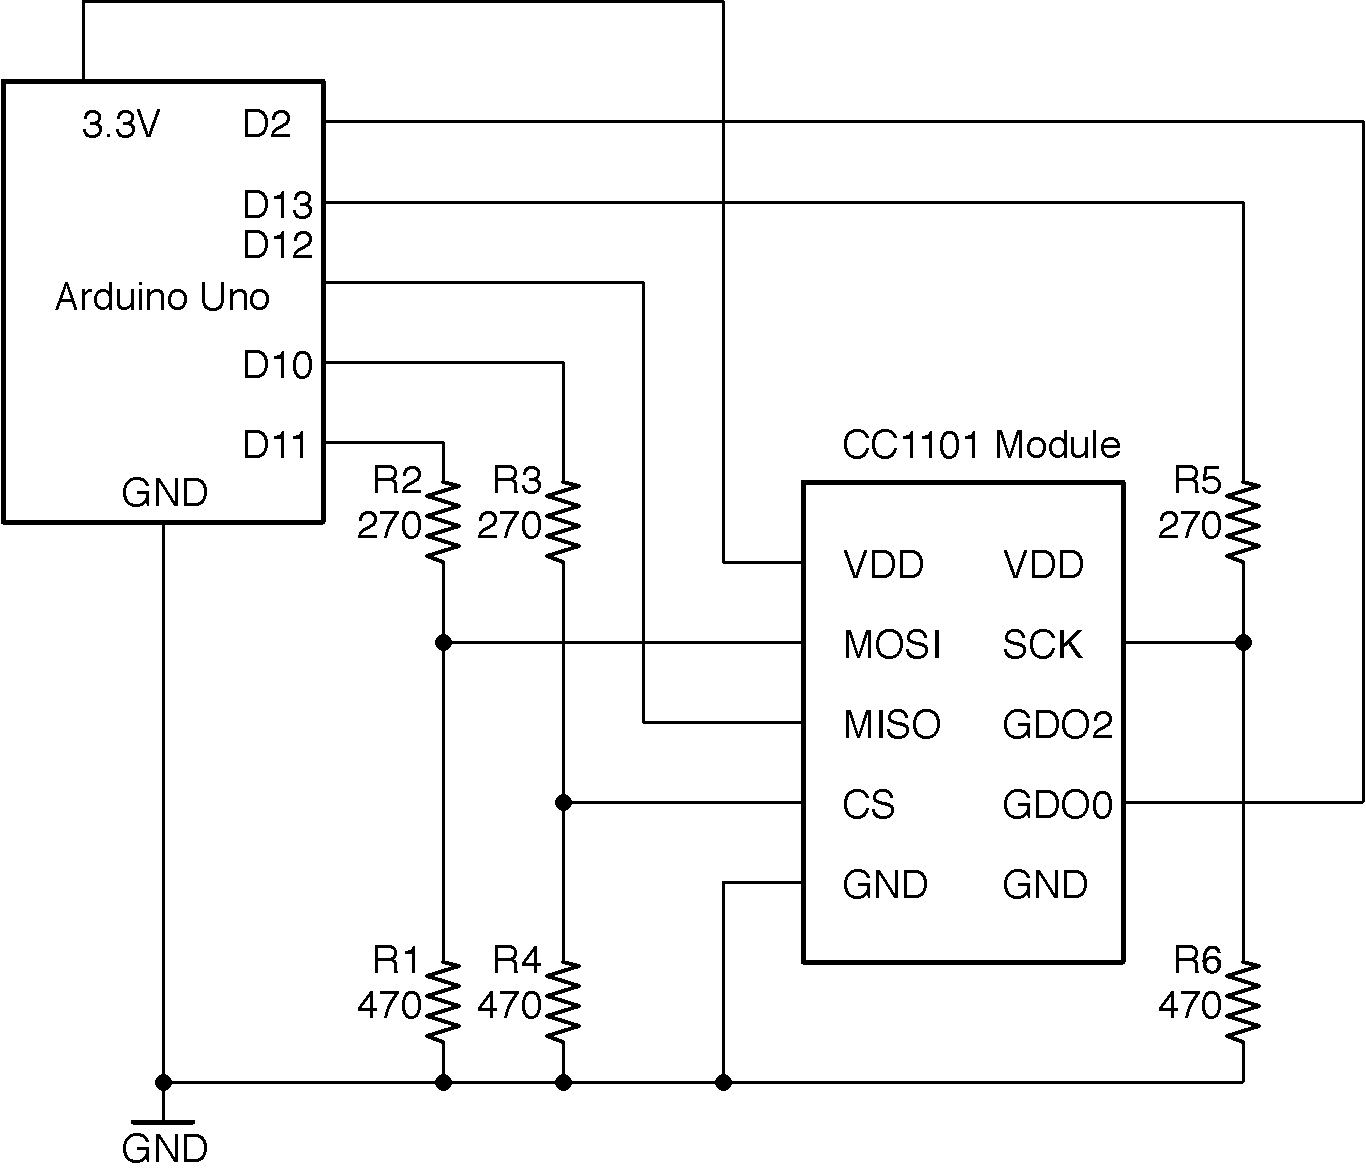 3.3V D2
D13
D12
Arduino Uno
D10
D11
GND
R2
270
R3
270
CC1101 Module
R5
270
VDD VDD
MOSI SCK
MISO GDO2
CS GDO0
GND GND
R1
470
R4
470
R6
470
GND